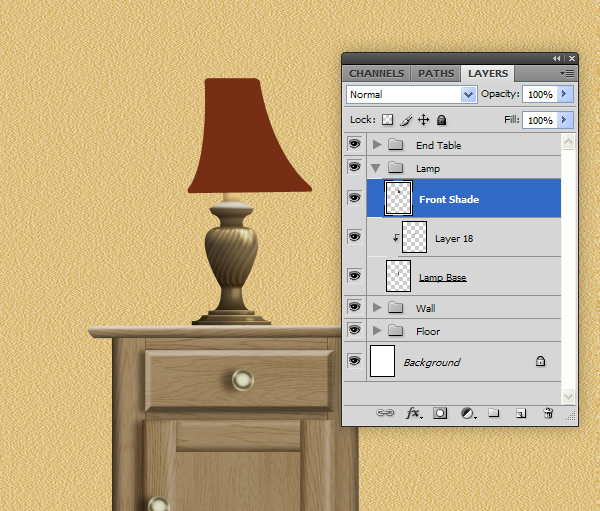 CHANNELS PATHS LAYERS
Normal Opacity: 100%
Lock: Fill: 100%
End Table
Lamp
Front Shade
Layer 18
Lamp Base
Wall
Floor
Background
fx.